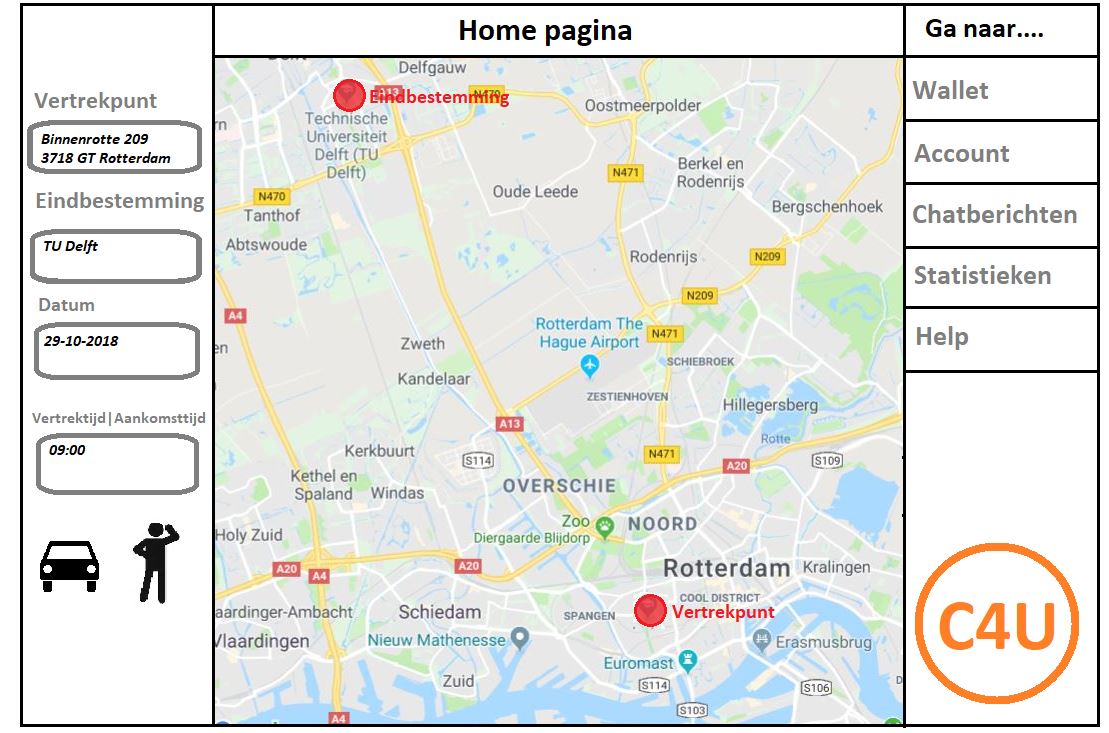 Home pagina
Ga naar....
Vertrekpunt
Binnenrotte 209
3718 GT Rotterdam
Eindbestemming
TU Delft
Datum
29-10-2018
Vertrektijd|Aankomsttijd
09:00
Delfgauw
A13
Eindbestemming
N470
Oostmeerpolder
Technische
Universiteit
Delft (TU
Delft)
N471
Berkel en
Rodenrijs
Oude Leede
N470
Tanthof
Bergschenhoek
Abtswoude
Rodenrijs
N209
N209
A4
Rotterdam The
Hague Airport
N471
Zweth
SCHIEBROEK
Kandelaar
ZESTIENHOVEN
Hillegersberg
A13
Rotte
Kerkbuurt
S114
N471
A20
S109
Kethel en
Spaland
Windas
OVERSCHIE
Zoo
Diergaarde Blijdorp
NOORD
Holy Zuid
A20
A4
A20
Rotterdam
Kralingen
COOL DISTRICT
aardinger-Ambacht
Schiedam
SPANGEN
Vertrekpunt
Vlaardingen
Nieuw Mathenesse
Erasmusbrug
Euromast
Zuid
S114
S106
S103
A4
Wallet
Account
Chatberichten
Statistieken
Help
C4U